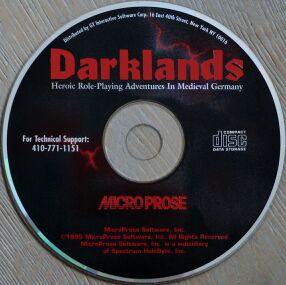 Distributed by GT Interactive Software Corp. 16 East 40th Street, New York NY 10016
Darklands
Heroic Role-Playing Adventures In Medieval Germany
For Technical Support:
410-771-1151
COMPACT
disc
DATA STORAGE
MICROPROSE
MicroProse Software, Inc.
©1995 MicroProse Software, Inc. All Rights Reserved
MicroProse Software, Inc. is a subsidiary
of Spectrum HoloByte, Inc.